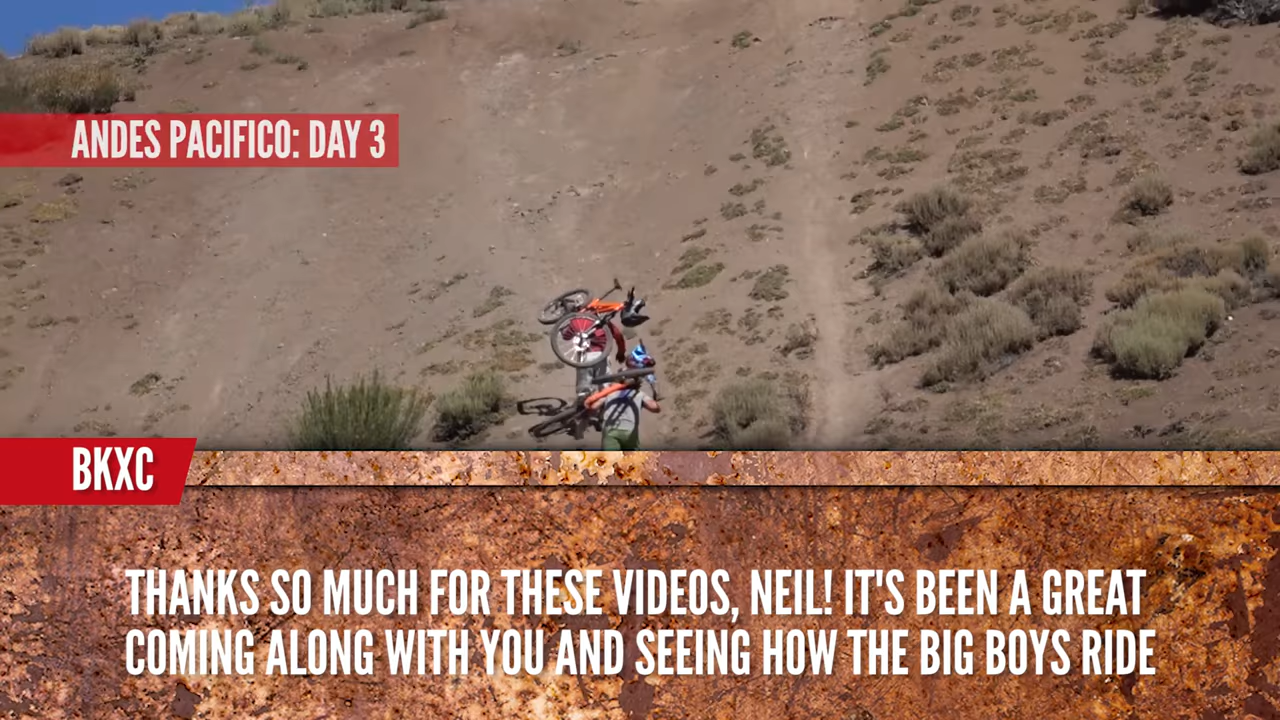 ANDES PACIFICO: DAY 3
BKXC
THANKS SO MUCH FOR THESE VIDEOS, NEIL! IT'S BEEN A GREAT
COMING ALONG WITH YOU AND SEEING HOW THE BIG BOYS RIDE